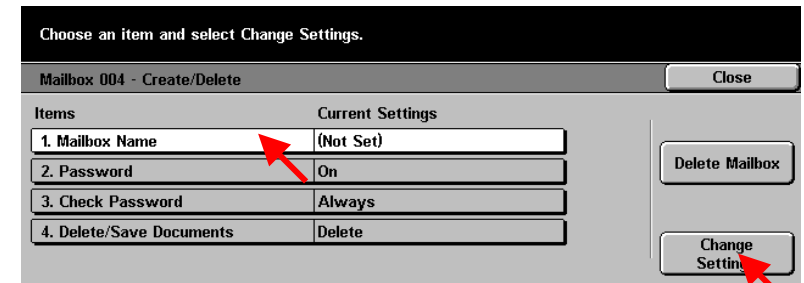 Choose an item and select Change Settings.
Mailbox 004 - Create/Delete
Close
Items Current Settings
1. Mailbox Name (Not Set)
2. Password On
Delete Mailbox
3. Check Password Always
4. Delete/Save Documents Delete
Change
Settings